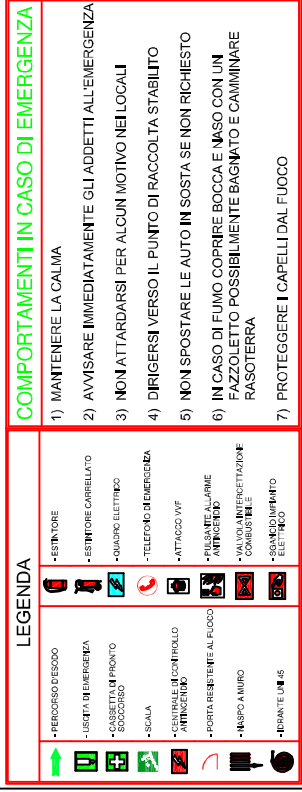 LEGENDA
- PERCORSO D'ESODO
- USCITA DI EMERGENZA
- CASSETTA DI PRONTO
SOCCORSO
- SCALA
- CENTRALE DI CONTROLLO
ANTINCENDIO
- PORTA RESISTENTE AL FUOCO
- NASPO A MURO
- IDRANTE UNI 45
- ESTINTORE
- ESTINTORE CARRELLATO
- QUADRO ELETTRICO
- TELEFONO DI EMERGENZA
- ATTACCO VVF
- PULSANTE ALLARME
ANTINCENDIO
- VALVOLA INTERCETTAZIONE
COMBUSTIBILE
- SGANCIO IMPIANTO
ELETTRICO
COMPORTAMENTI IN CASO DI EMERGENZA
1) MANTENERE LA CALMA
2) AVVISARE IMMEDIATAMENTE GLI ADDETTI ALL'EMERGENZA
3) NON ATTARDARSI PER ALCUN MOTIVO NEI LOCALI
4) DIRIGERSI VERSO IL PUNTO DI RACCOLTA STABILITO
5) NON SPOSTARE LE AUTO IN SOSTA SE NON RICHIESTO
6) IN CASO DI FUMO COPRIRE BOCCA E NASO CON UN
FAZZOLETTO POSSIBILMENTE BAGNATO E CAMMINARE
RASOTERRA
7) PROTEGGERE I CAPELLI DAL FUOCO